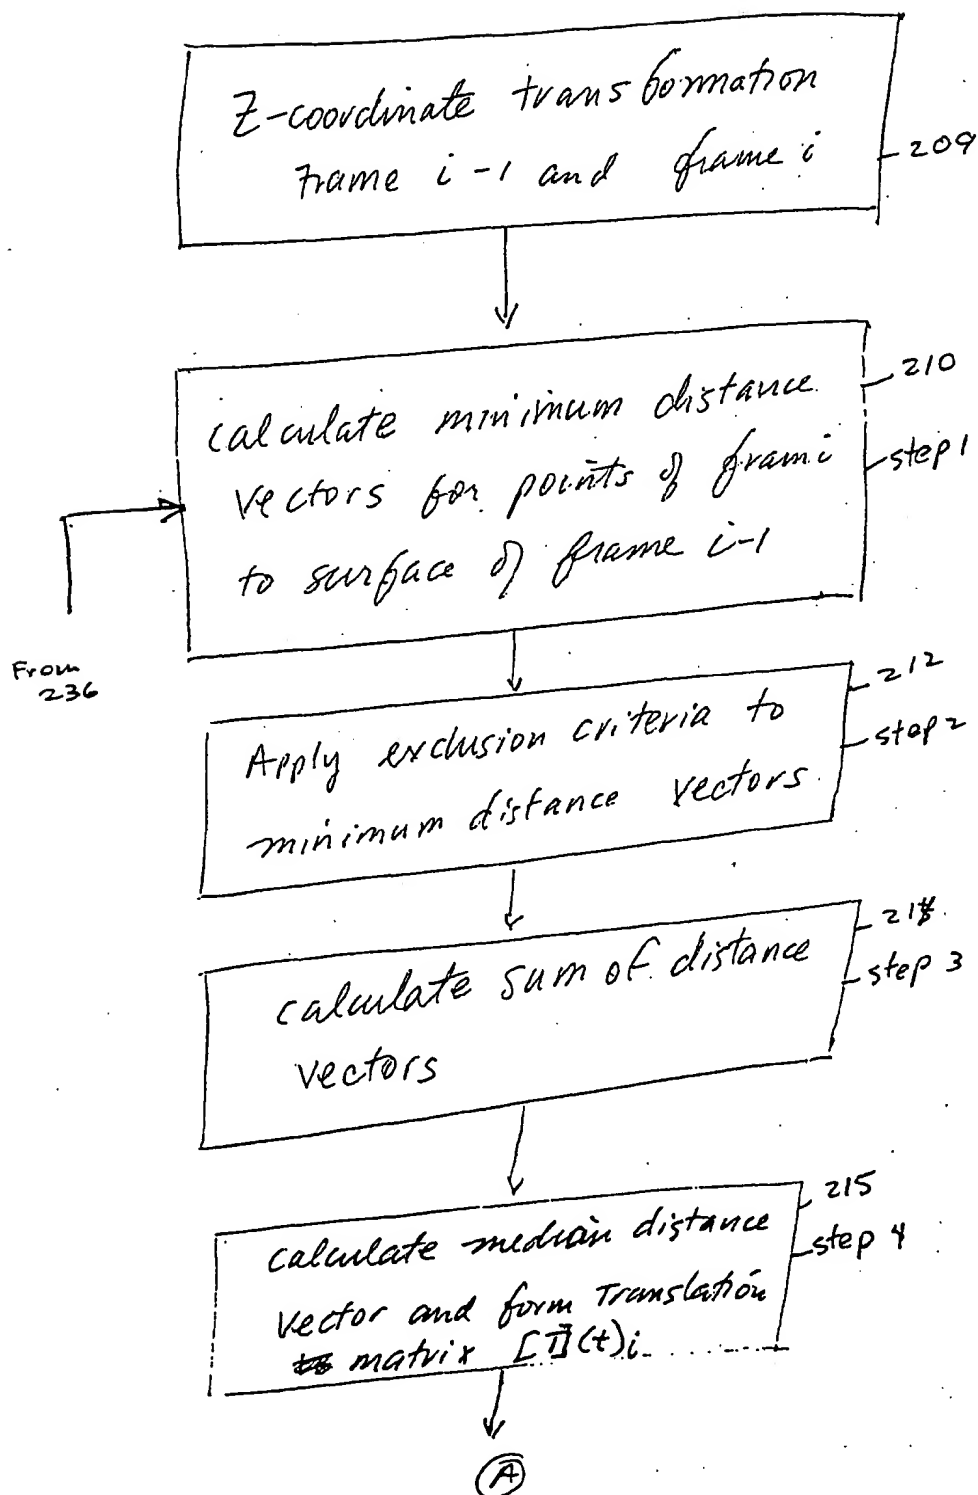 Z-coordinate transformation
Frame i-1 and frame i
209
210
calculate minimum distance
step 1
vectors for points of frami
to surface of frame i-1
From
236
212
Apply exclusion criteria to
step 2
minimum distance vectors.
calculate sum of distance
step 3
vectors
215
calculate median distance
step 4
vector and form Translation
matrix [T](t)i
A